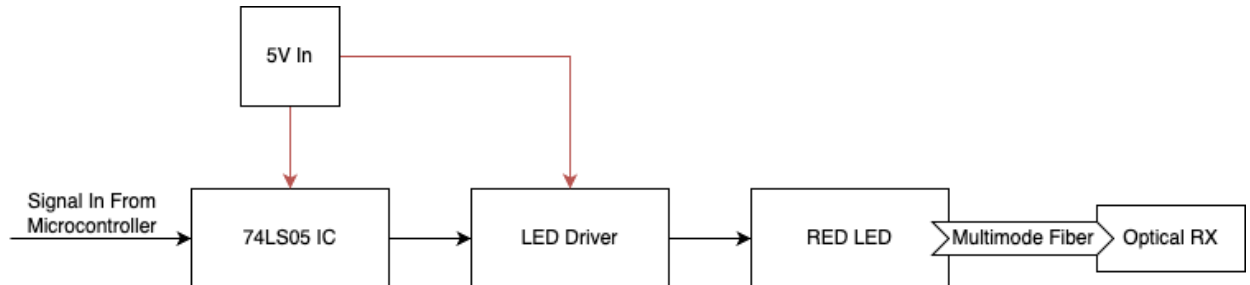 5V In
Signal In From
Microcontroller
74LS05 IC
LED Driver
RED LED
Multimode Fiber
Optical RX